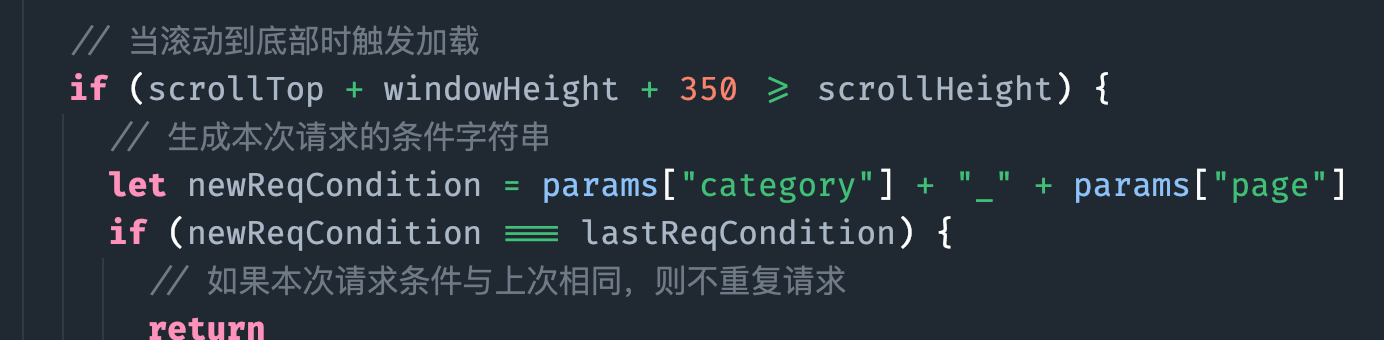 // 当滚动到底部时触发加载
if (scrollTop + windowHeight + 350 >= scrollHeight) {
// 生成本次请求的条件字符串
let newReqCondition = params["category"] + "_" + params["page"]
if (newReqCondition === lastReqCondition) {
// 如果本次请求条件与上次相同，则不重复请求
return